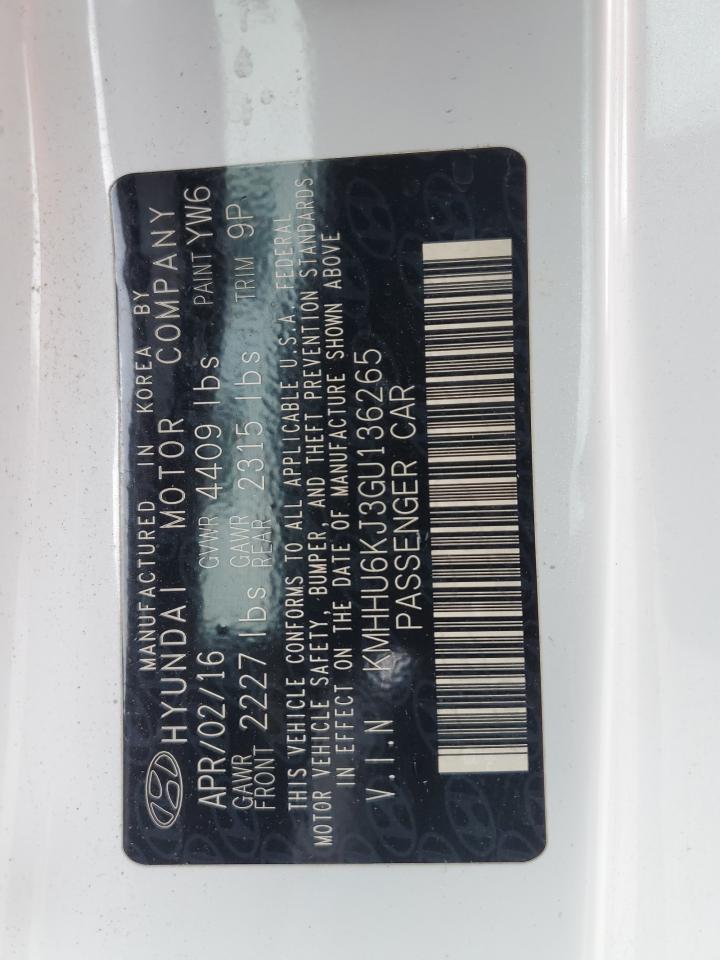 MANUFACTURED IN KOREA BY
HYUNDAI MOTOR COMPANY
APR/02/16 GVWR 4409 lbs PAINT YW6
GAWR FRONT 2227 lbs GAWR REAR 2315 lbs TRIM 9P
THIS VEHICLE CONFORMS TO ALL APPLICABLE U.S.A. FEDERAL
MOTOR VEHICLE SAFETY, BUMPER, AND THEFT PREVENTION STANDARDS
IN EFFECT ON THE DATE OF MANUFACTURE SHOWN ABOVE
V.I.N KMHHU6KJ3GU136265
PASSENGER CAR